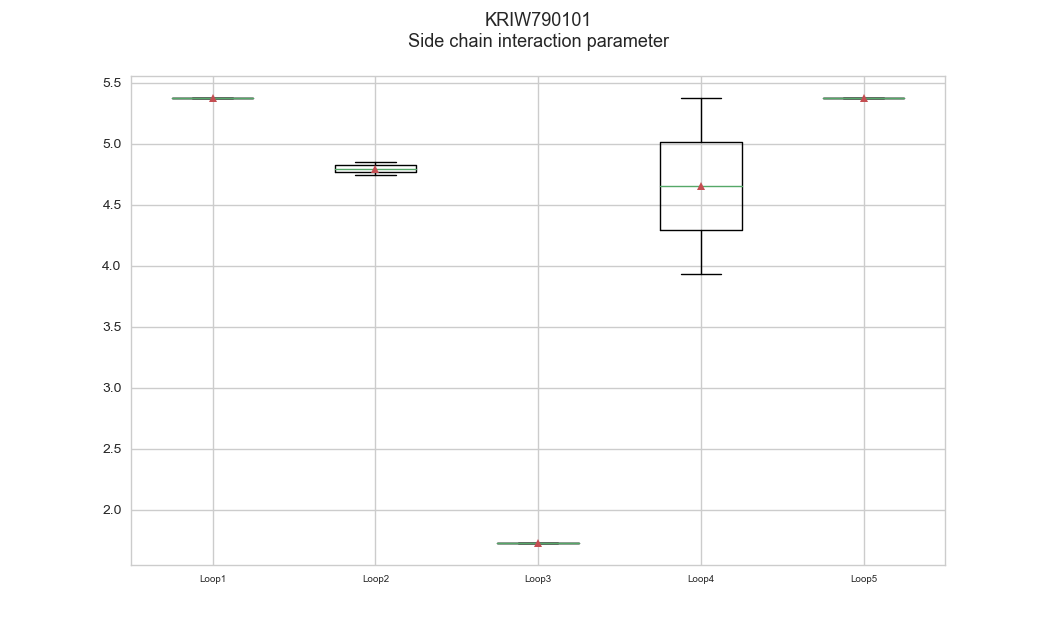 KRIW790101
Side chain interaction parameter
5.5
5.0
4.5
4.0
3.5
3.0
2.5
2.0
Loop1
Loop2
Loop3
Loop4
Loop5